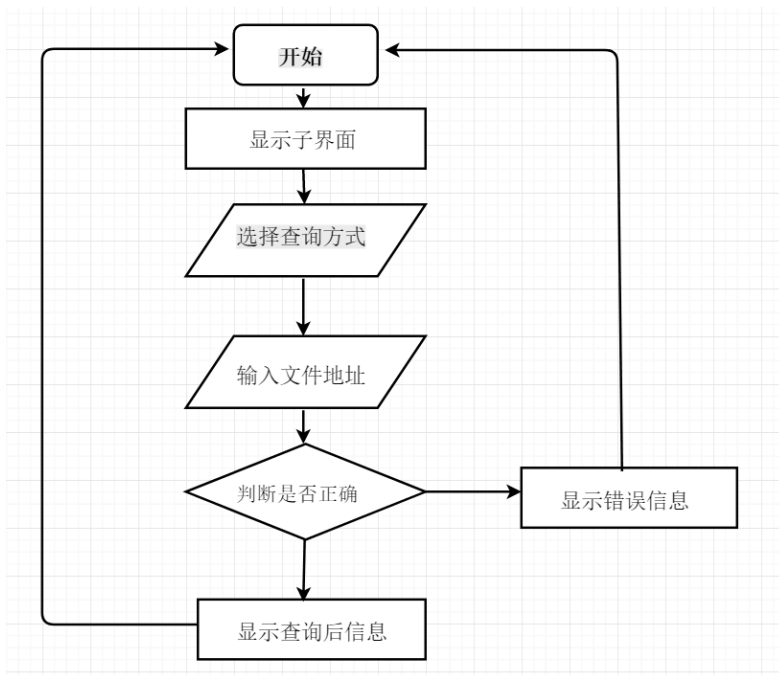 开始
显示子界面
选择查询方式
输入文件地址
判断是否正确
显示错误信息
显示查询后信息